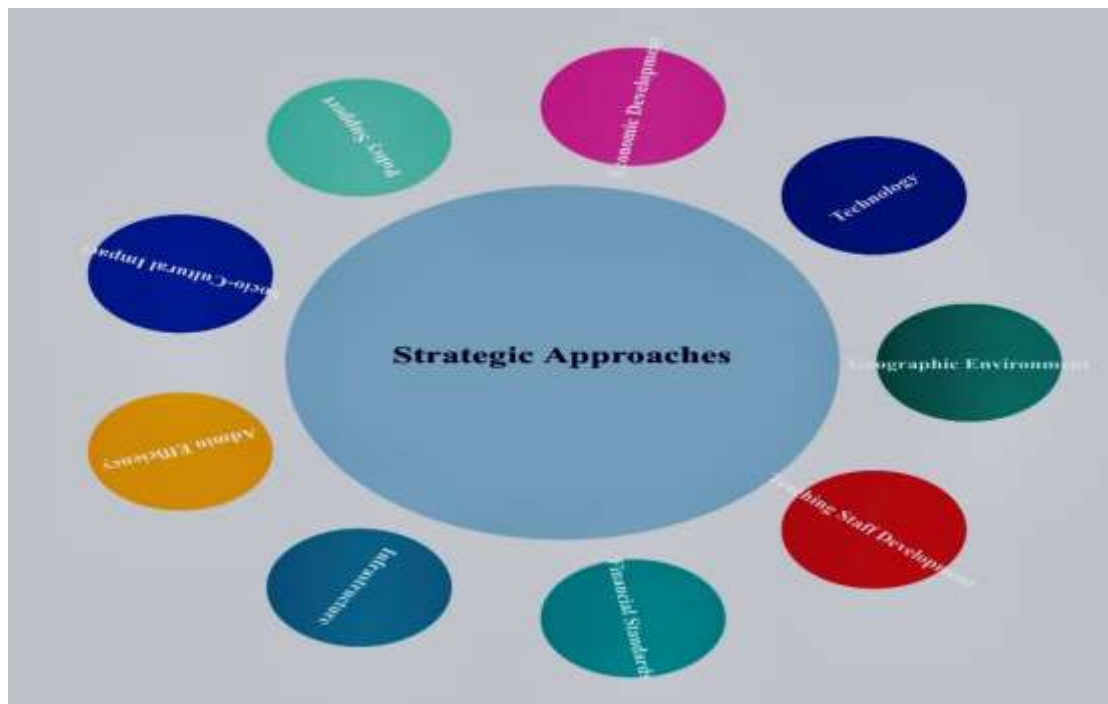 Economic Development
Policy Support
Technology
Socio-Cultural Impact
Strategic Approaches
Geographic Environment
Admin Efficiency
Teaching Staff Development
Infrastructure
Financial Standards